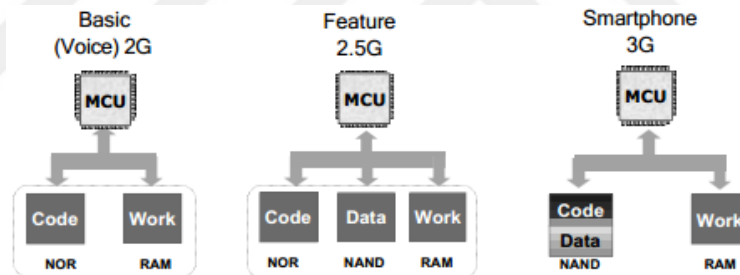 Basic
(Voice) 2G
MCU
Code
Work
NOR
RAM
Feature
2.5G
MCU
Code
Data
Work
NOR
NAND
RAM
Smartphone
3G
MCU
Code
Data
Work
NAND
RAM